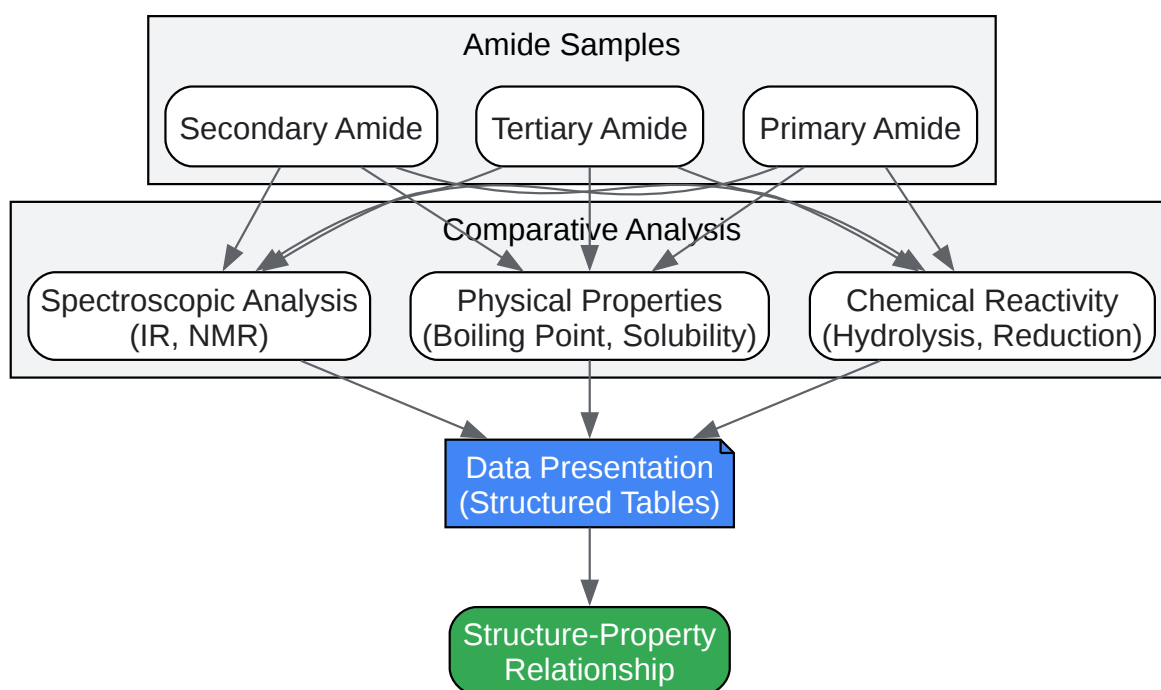 Amide Samples
Secondary Amide
Tertiary Amide
Primary Amide
Comparative Analysis
Spectroscopic Analysis
(IR, NMR)
Physical Properties
(Boiling Point, Solubility)
Chemical Reactivity
(Hydrolysis, Reduction)
Data Presentation
(Structured Tables)
Structure-Property
Relationship